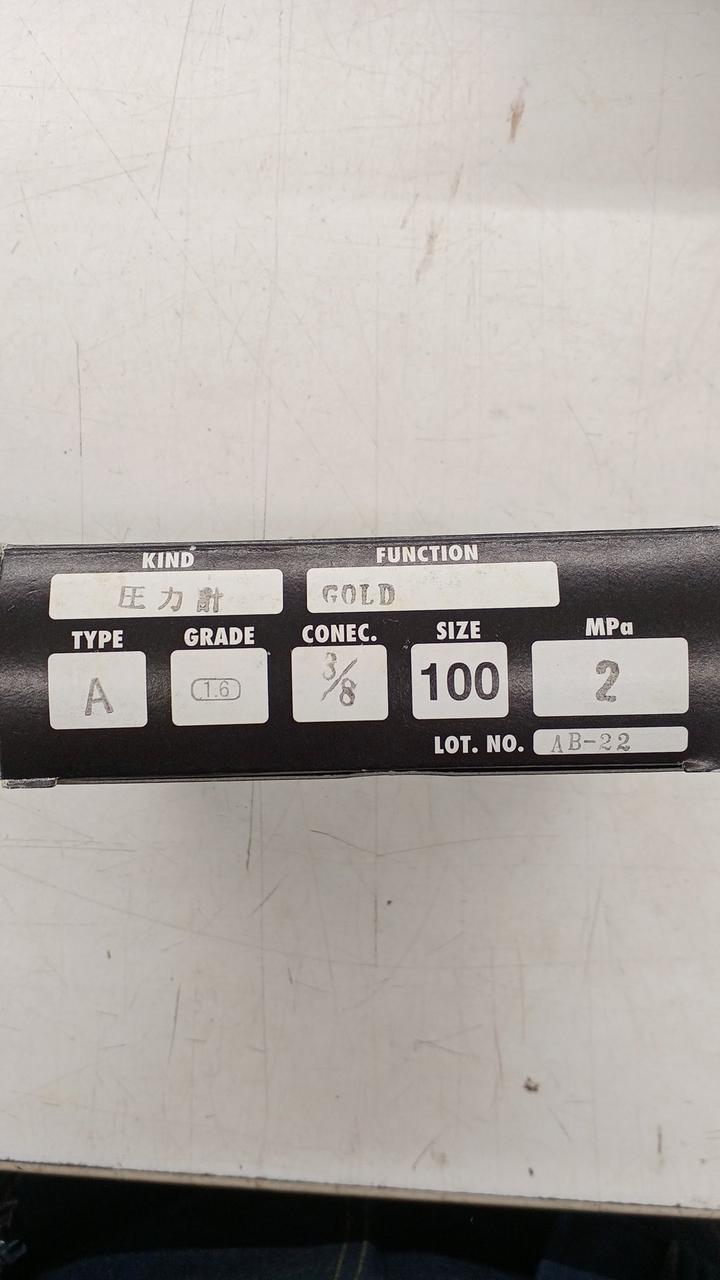 KIND FUNCTION
圧力計 GOLD
TYPE GRADE CONEC. SIZE MPa
A 1.6 3/8 100 2
LOT. NO. AB-22